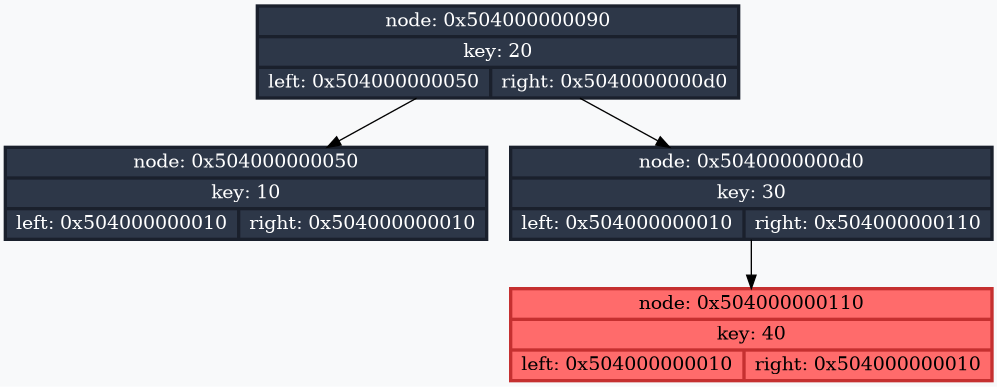 node: 0x504000000090
key: 20
left: 0x504000000050 right: 0x5040000000d0
node: 0x504000000050
key: 10
left: 0x504000000010 right: 0x504000000010
node: 0x5040000000d0
key: 30
left: 0x504000000010 right: 0x504000000110
node: 0x504000000110
key: 40
left: 0x504000000010 right: 0x504000000010